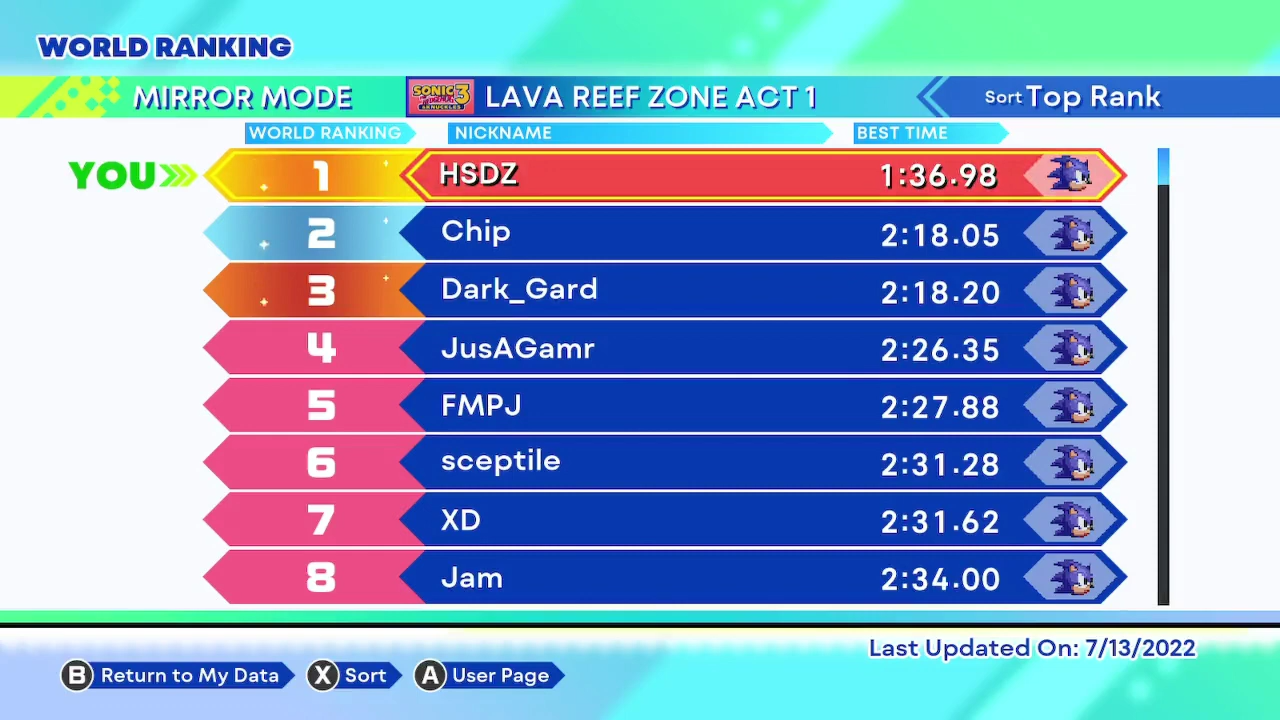 WORLD RANKING
MIRROR MODE SONIC 3 & KNUCKLES LAVA REEF ZONE ACT 1 Sort Top Rank
WORLD RANKING NICKNAME BEST TIME
YOU 1 HSDZ 1:36.98
2 Chip 2:18.05
3 Dark_Gard 2:18.20
4 JusAGamr 2:26.35
5 FMPJ 2:27.88
6 sceptile 2:31.28
7 XD 2:31.62
8 Jam 2:34.00
Last Updated On: 7/13/2022
B Return to My Data X Sort A User Page